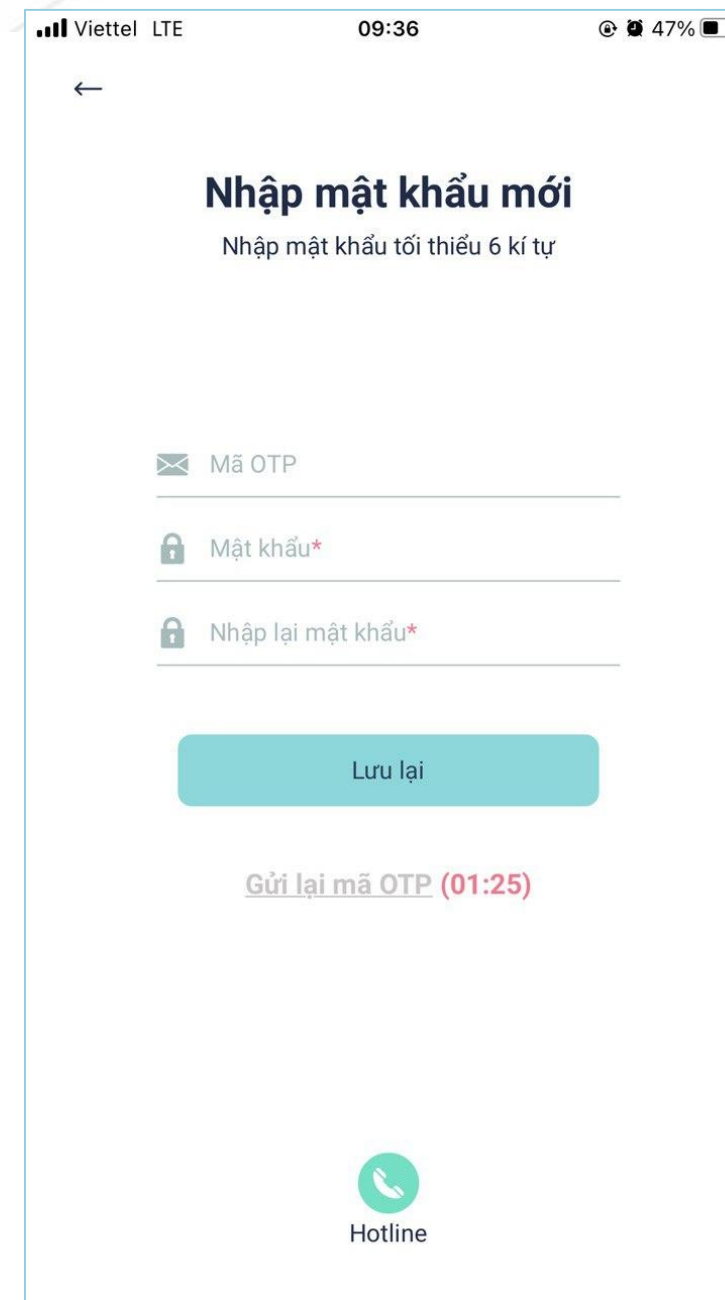 Viettel LTE 09:36 47%
Nhập mật khẩu mới
Nhập mật khẩu tối thiểu 6 kí tự
Mã OTP
Mật khẩu*
Nhập lại mật khẩu*
Lưu lại
Gửi lại mã OTP (01:25)
Hotline